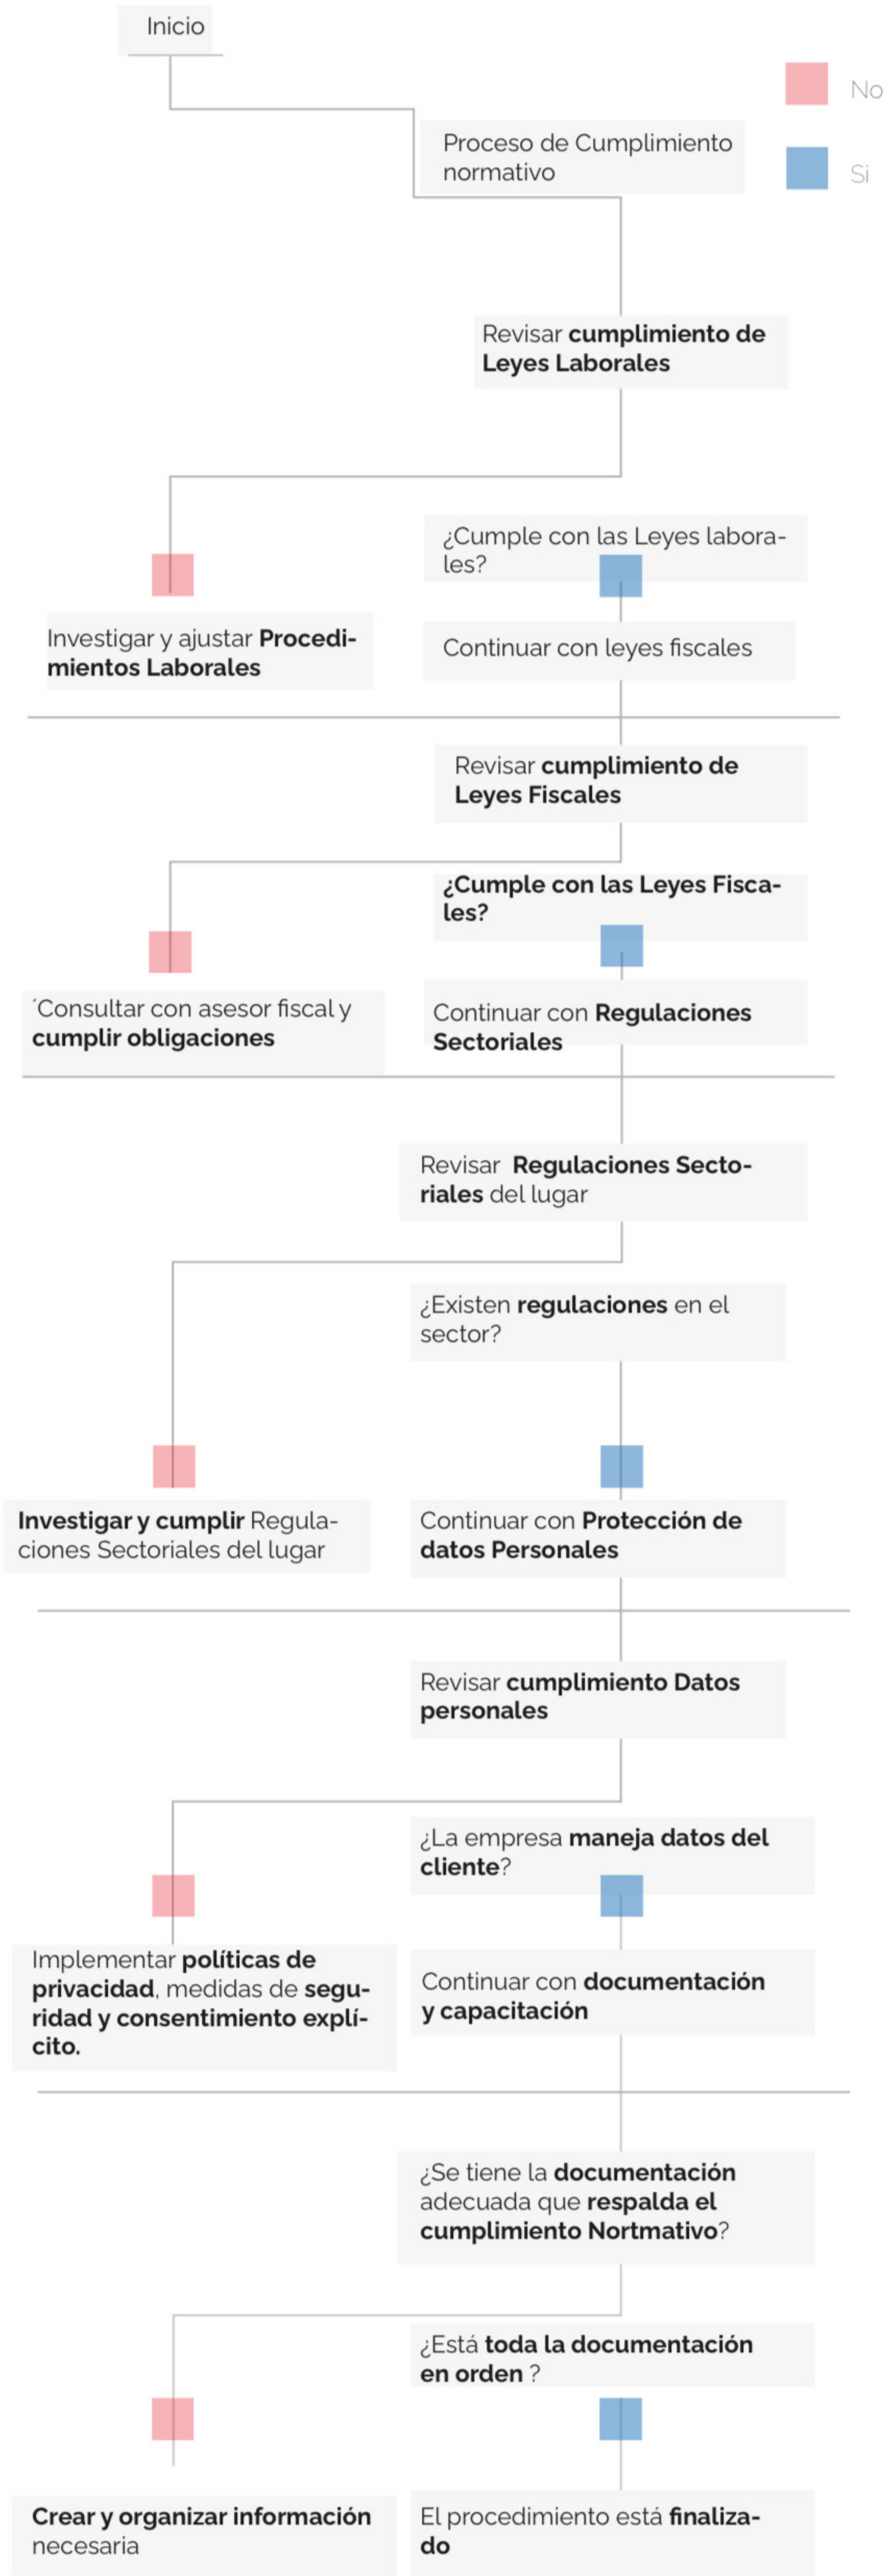 Inicio
No
Proceso de Cumplimiento
normativo
Si
Revisar cumplimiento de
Leyes Laborales
¿Cumple con las Leyes labora-
les?
Investigar y ajustar Procedi-
mientos Laborales
Continuar con leyes fiscales
Revisar cumplimiento de
Leyes Fiscales
¿Cumple con las Leyes Fisca-
les?
´Consultar con asesor fiscal y
cumplir obligaciones
Continuar con Regulaciones
Sectoriales
Revisar Regulaciones Secto-
riales del lugar
¿Existen regulaciones en el
sector?
Investigar y cumplir Regula-
ciones Sectoriales del lugar
Continuar con Protección de
datos Personales
Revisar cumplimiento Datos
personales
¿La empresa maneja datos del
cliente?
Implementar políticas de
privacidad, medidas de segu-
ridad y consentimiento explí-
cito.
Continuar con documentación
y capacitación
¿Se tiene la documentación
adecuada que respalda el
cumplimiento Nortmativo?
¿Está toda la documentación
en orden ?
Crear y organizar información
necesaria
El procedimiento está finaliza-
do